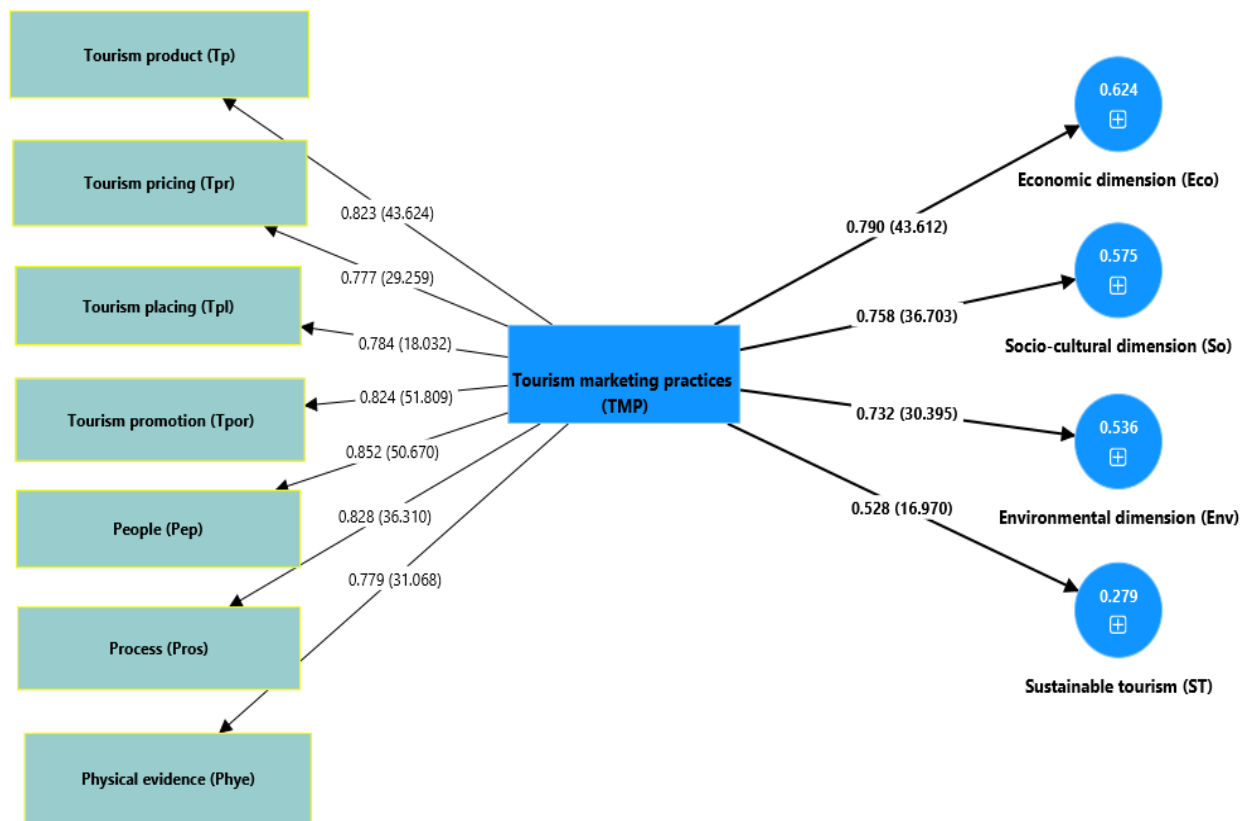 Tourism product (Tp)
Tourism pricing (Tpr)
Tourism placing (Tpl)
Tourism promotion (Tpor)
People (Pep)
Process (Pros)
Physical evidence (Phye)
0.823 (43.624)
0.777 (29.259)
0.784 (18.032)
0.824 (51.809)
0.852 (50.670)
0.828 (36.310)
0.779 (31.068)
Tourism marketing practices
(TMP)
0.790 (43.612)
0.758 (36.703)
0.732 (30.395)
0.528 (16.970)
0.624
Economic dimension (Eco)
0.575
Socio-cultural dimension (So)
0.536
Environmental dimension (Env)
0.279
Sustainable tourism (ST)